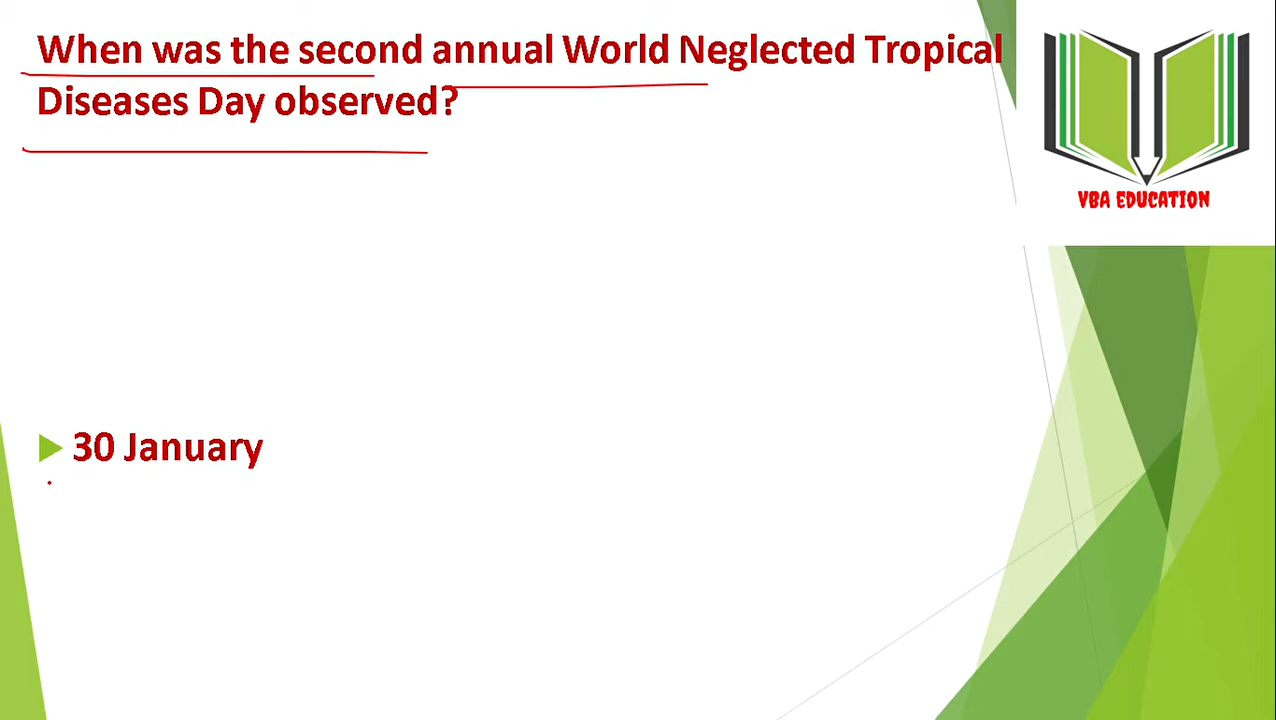 When was the second annual World Neglected Tropical
Diseases Day observed?
VBA EDUCATION
30 January